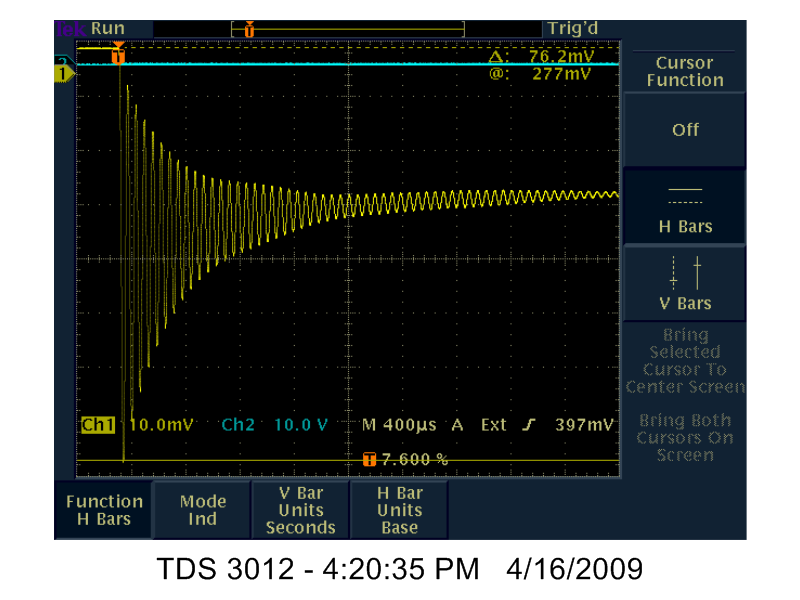 Tek Run Trig'd
T
T
2
1
Δ: 76.2mV
@: 277mV
Cursor
Function
Off
H Bars
V Bars
Bring
Selected
Cursor To
Center Screen
Bring Both
Cursors On
Screen
Ch1 10.0mV Ch2 10.0 V M 400µs A Ext ƒ 397mV
T 7.600 %
Function
H Bars
Mode
Ind
V Bar
Units
Seconds
H Bar
Units
Base
TDS 3012 - 4:20:35 PM 4/16/2009